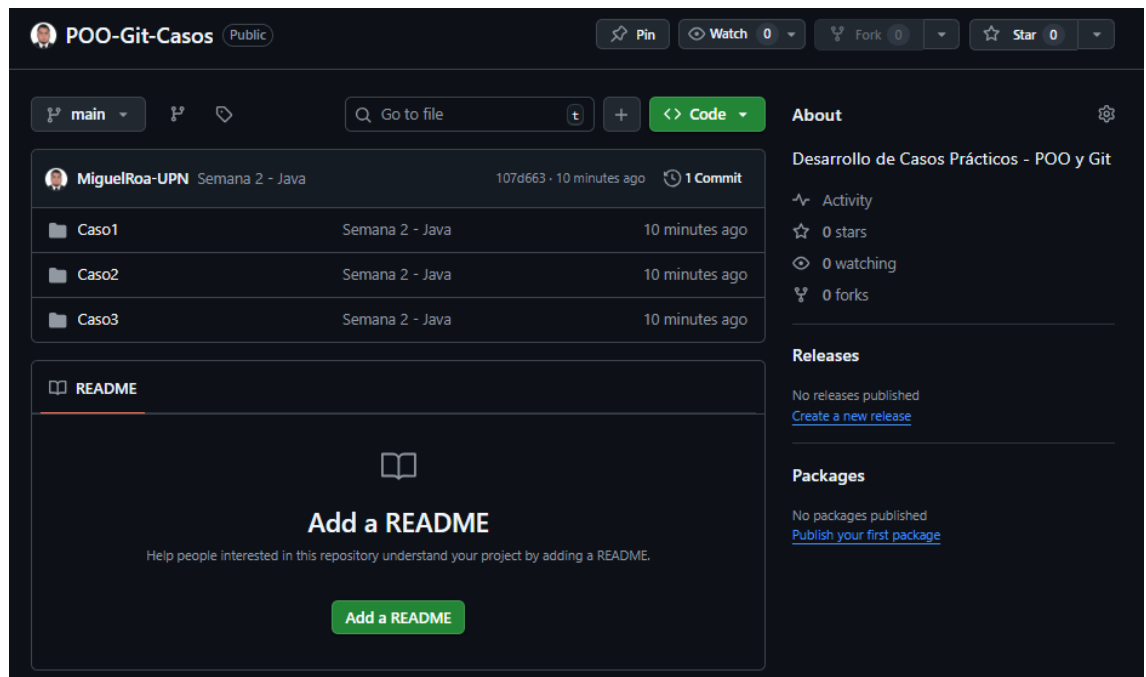 POO-Git-Casos Public
Pin
Watch 0
Fork 0
Star 0
main
Go to file t
Code
MiguelRoa-UPN Semana 2 - Java 107d663 · 10 minutes ago 1 Commit
Caso1 Semana 2 - Java 10 minutes ago
Caso2 Semana 2 - Java 10 minutes ago
Caso3 Semana 2 - Java 10 minutes ago
README
Add a README
Help people interested in this repository understand your project by adding a README.
Add a README
About
Desarrollo de Casos Prácticos - POO y Git
Activity
0 stars
0 watching
0 forks
Releases
No releases published
Create a new release
Packages
No packages published
Publish your first package